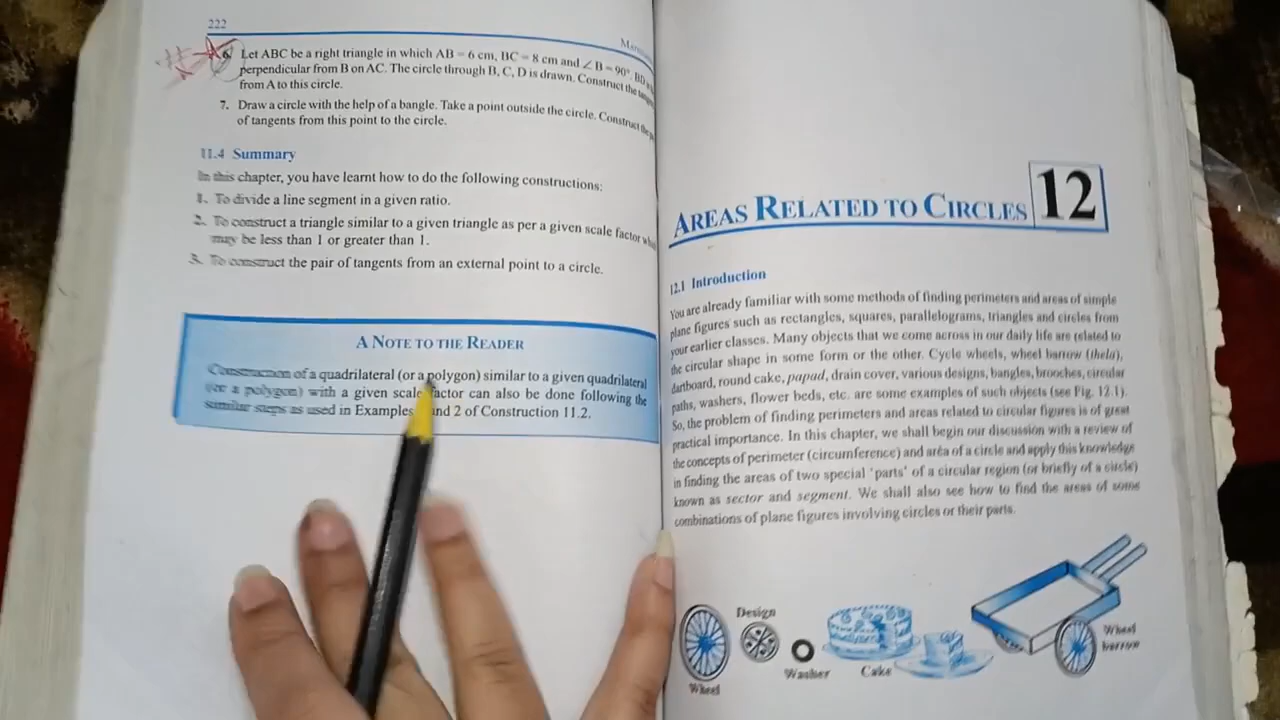 222
6. Let ABC be a right triangle in which AB = 6 cm, BC = 8 cm and ∠ B = 90°. BD is
perpendicular from B on AC. The circle through B, C, D is drawn. Construct the
from A to this circle.
7. Draw a circle with the help of a bangle. Take a point outside the circle. Construct the
of tangents from this point to the circle.
11.4 Summary
In this chapter, you have learnt how to do the following constructions:
1. To divide a line segment in a given ratio.
2. To construct a triangle similar to a given triangle as per a given scale factor
may be less than 1 or greater than 1.
3. To construct the pair of tangents from an external point to a circle.
A NOTE TO THE READER
Construction of a quadrilateral (or a polygon) similar to a given quadrilateral
(or a polygon) with a given scale factor can also be done following the
similar steps as used in Examples and 2 of Construction 11.2.
AREAS RELATED TO CIRCLES 12
12.1 Introduction
You are already familiar with some methods of finding perimeters and areas of simple
plane figures such as rectangles, squares, parallelograms, triangles and circles from
your earlier classes. Many objects that we come across in our daily life are related to
the circular shape in some form or the other. Cycle wheels, wheel barrow (thela),
dartboard, round cake, papad, drain cover, various designs, bangles, brooches, circular
paths, washers, flower beds, etc. are some examples of such objects (see Fig. 12.1).
So, the problem of finding perimeters and areas related to circular figures is of great
practical importance. In this chapter, we shall begin our discussion with a review of
the concepts of perimeter (circumference) and area of a circle and apply this knowledge
in finding the areas of two special 'parts' of a circular region (or briefly of a circle)
known as sector and segment. We shall also see how to find the areas of some
combinations of plane figures involving circles or their parts.
Wheel
Design
Washer
Cake
Wheel
barrow